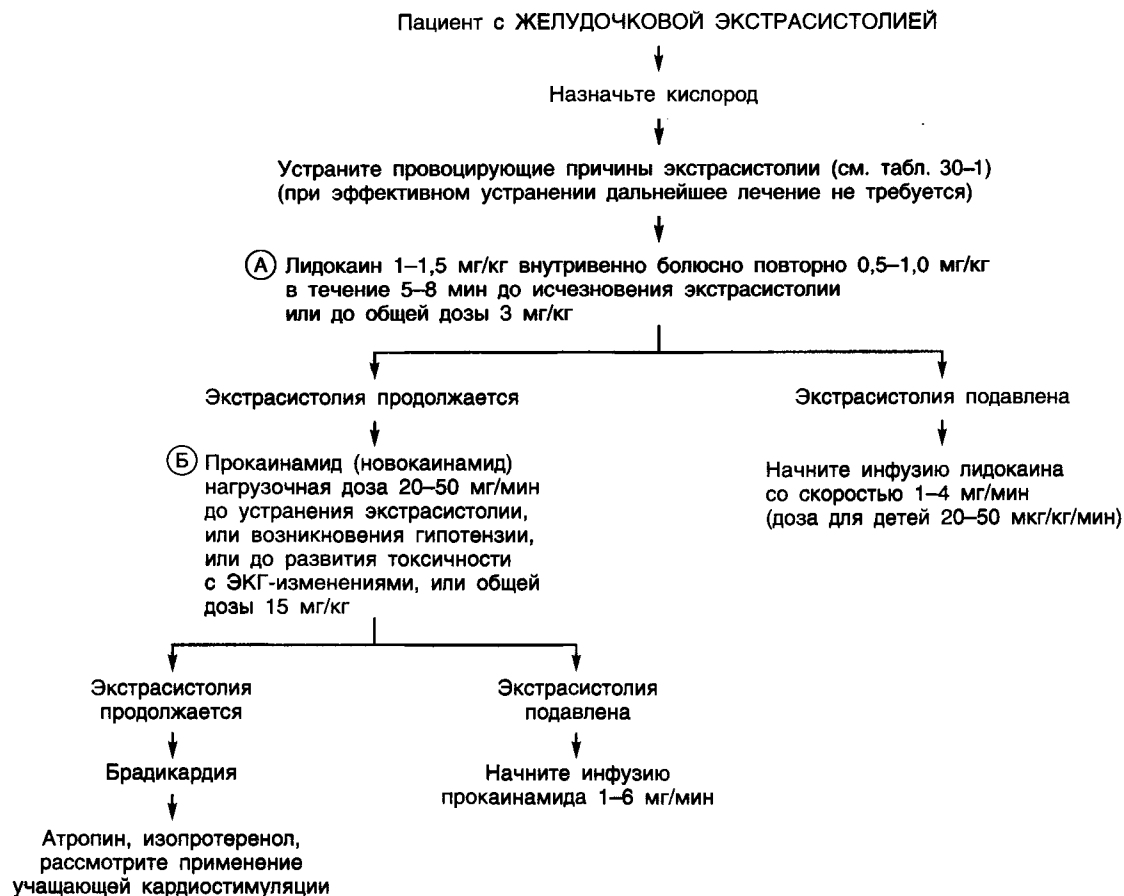 Пациент с ЖЕЛУДОЧКОВОЙ ЭКСТРАСИСТОЛИЕЙ
Назначьте кислород
Устраните провоцирующие причины экстрасистолии (см. табл. 30–1)
(при эффективном устранении дальнейшее лечение не требуется)
А Лидокаин 1–1,5 мг/кг внутривенно болюсно повторно 0,5–1,0 мг/кг
в течение 5–8 мин до исчезновения экстрасистолии
или до общей дозы 3 мг/кг
Экстрасистолия продолжается
Экстрасистолия подавлена
Б Прокаинамид (новокаинамид)
нагрузочная доза 20–50 мг/мин
до устранения экстрасистолии,
или возникновения гипотензии,
или до развития токсичности
с ЭКГ-изменениями, или общей
дозы 15 мг/кг
Начните инфузию лидокаина
со скоростью 1–4 мг/мин
(доза для детей 20–50 мкг/кг/мин)
Экстрасистолия
продолжается
Экстрасистолия
подавлена
Брадикардия
Начните инфузию
прокаинамида 1–6 мг/мин
Атропин, изопротеренол,
рассмотрите применение
учащающей кардиостимуляции